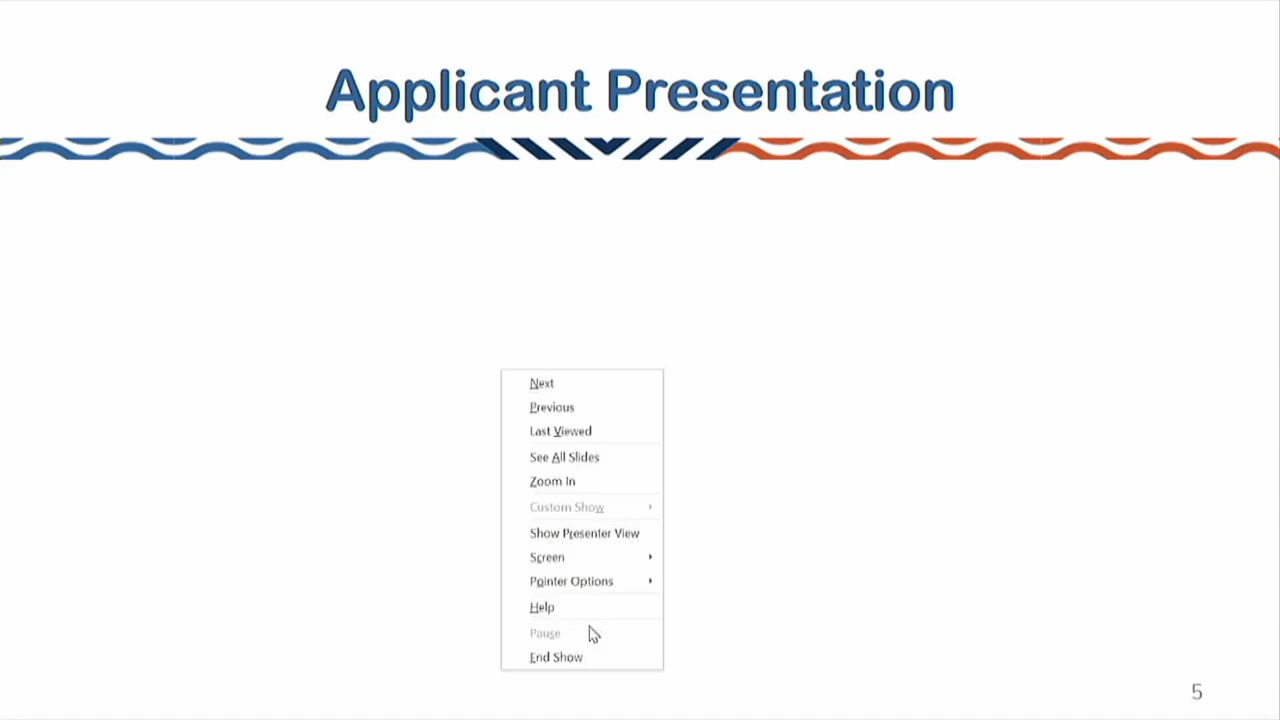 Applicant Presentation
Next
Previous
Last Viewed
See All Slides
Zoom In
Custom Show
Show Presenter View
Screen
Pointer Options
Help
Pause
End Show
5